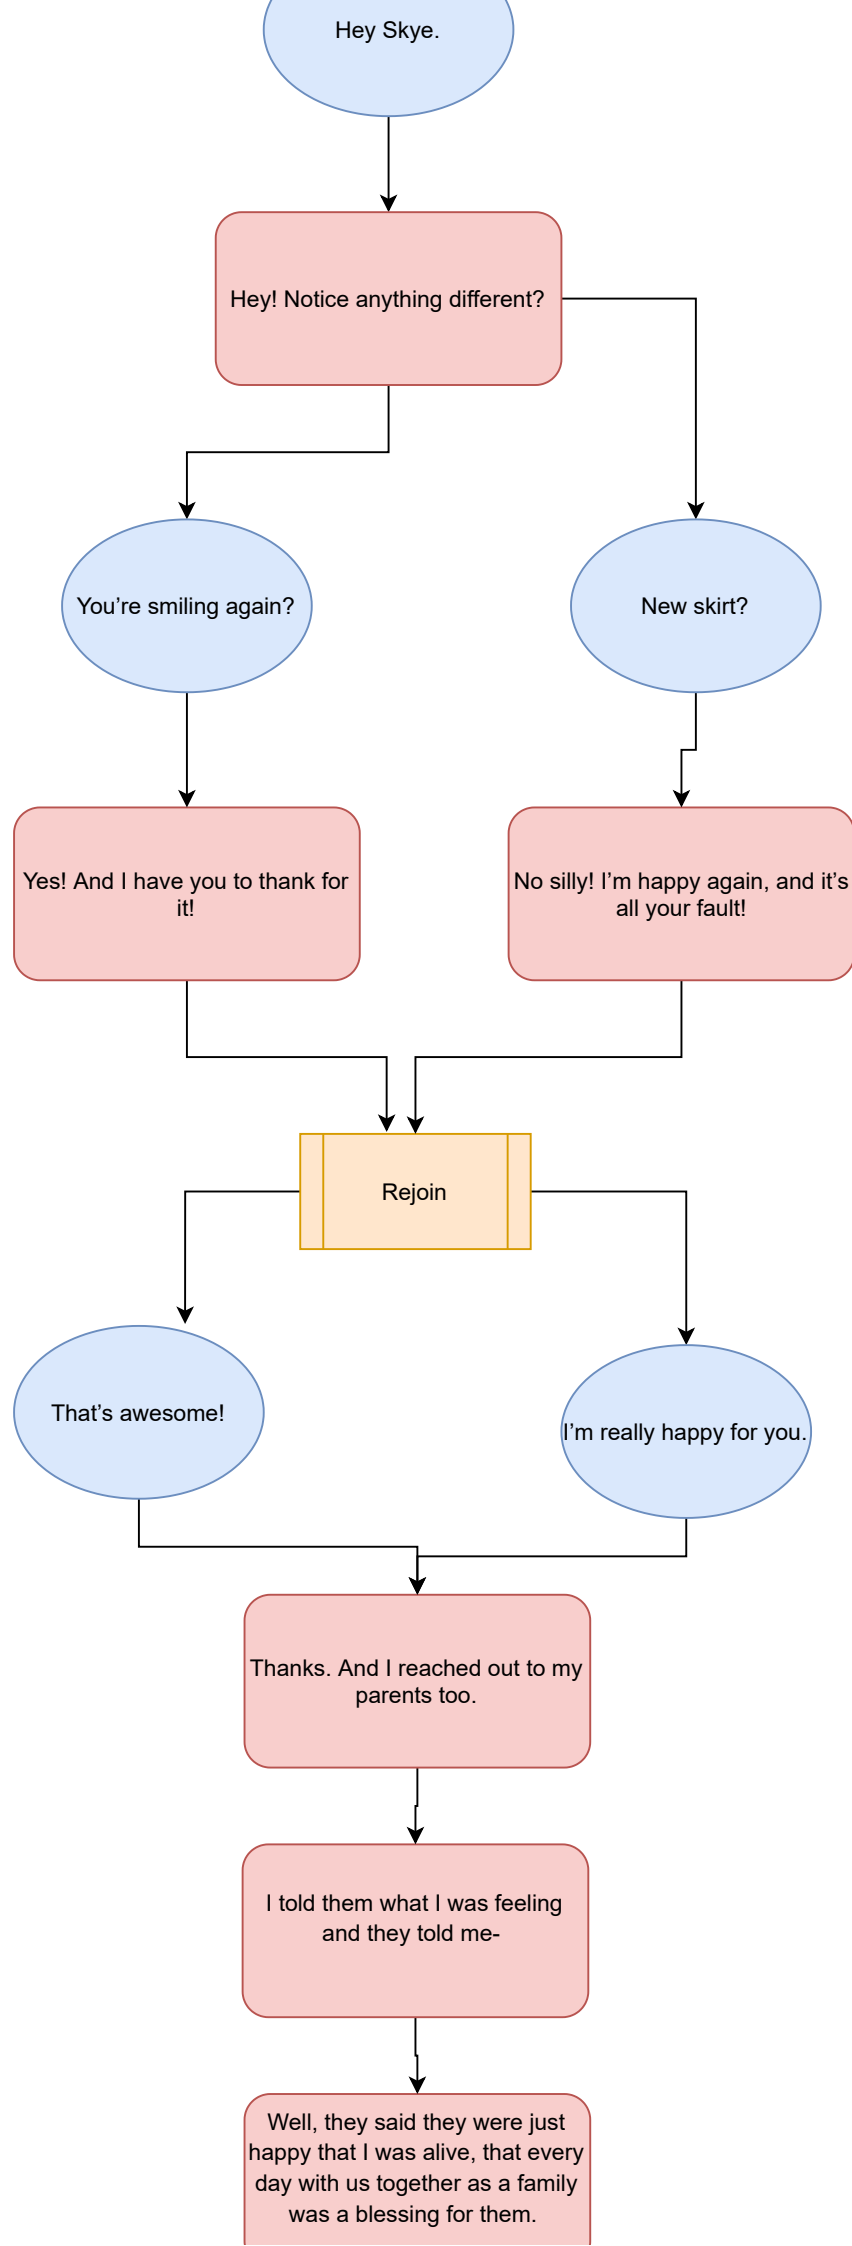 Hey Skye.
Hey! Notice anything different?
You’re smiling again?
New skirt?
Yes! And I have you to thank for
it!
No silly! I’m happy again, and it’s
all your fault!
Rejoin
That’s awesome!
I’m really happy for you.
Thanks. And I reached out to my
parents too.
I told them what I was feeling
and they told me-
Well, they said they were just
happy that I was alive, that every
day with us together as a family
was a blessing for them.